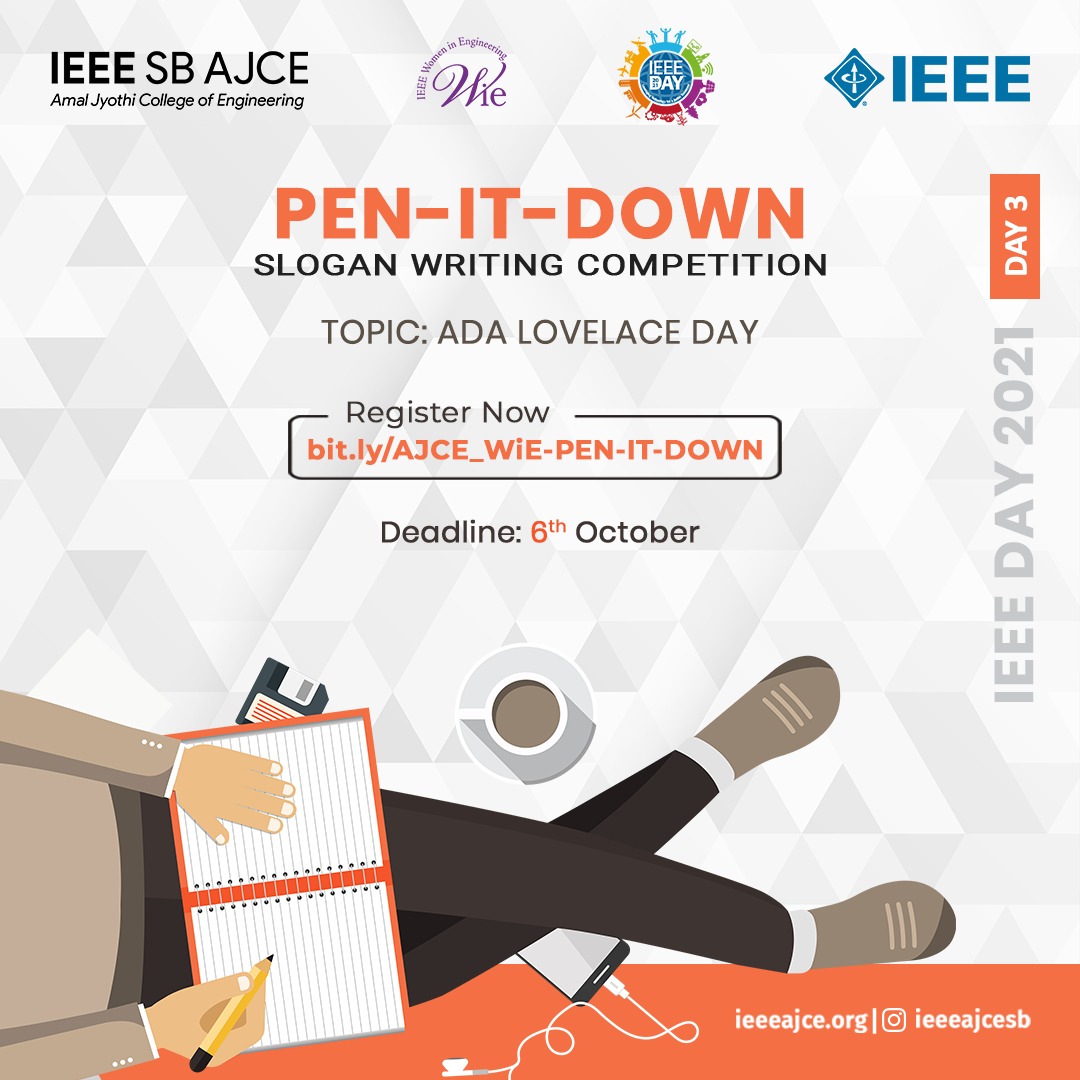 IEEE SB AJCE
Amal Jyothi College of Engineering
IEEE Women in Engineering
WiE
IEEE
DAY
IEEE
PEN-IT-DOWN
SLOGAN WRITING COMPETITION
TOPIC: ADA LOVELACE DAY
Register Now
bit.ly/AJCE_WiE-PEN-IT-DOWN
Deadline: 6th October
DAY 3
IEEE DAY 2021
ieeeajce.org| ieeeajcesb